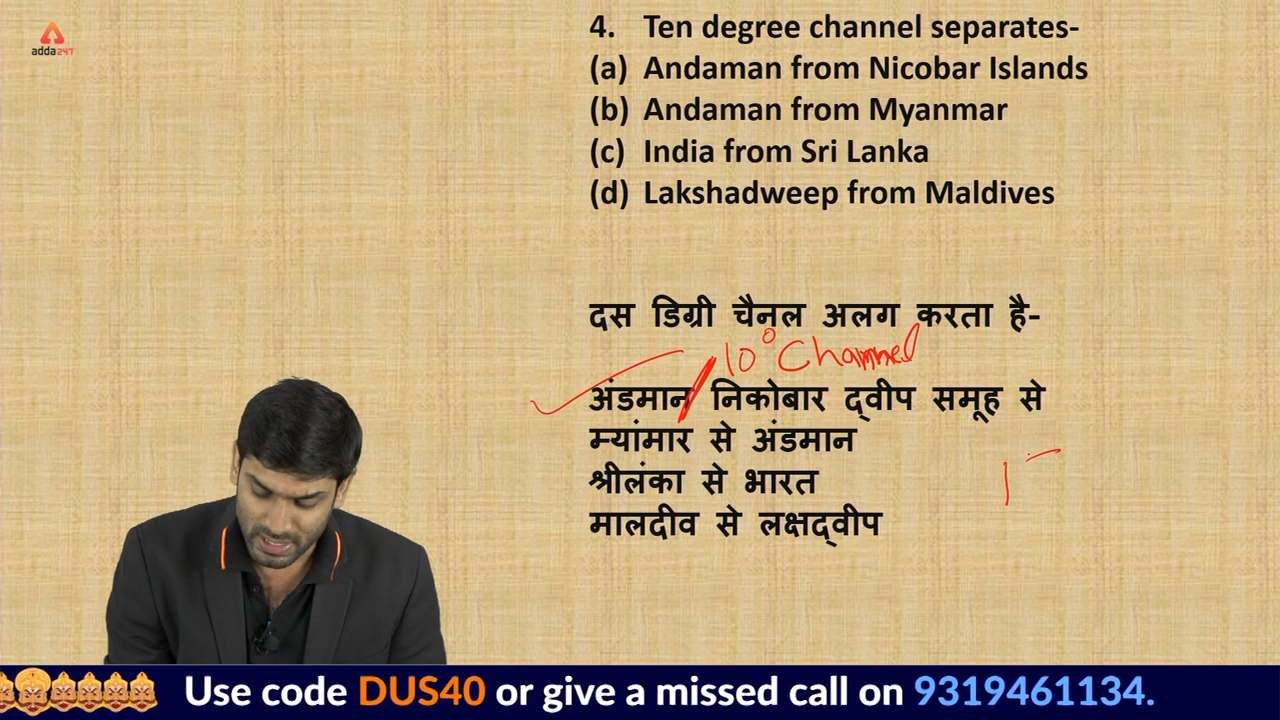 adda247
4. Ten degree channel separates-
(a) Andaman from Nicobar Islands
(b) Andaman from Myanmar
(c) India from Sri Lanka
(d) Lakshadweep from Maldives
दस डिग्री चैनल अलग करता है-
10° Channel
अंडमान निकोबार द्वीप समूह से
म्यांमार से अंडमान
श्रीलंका से भारत
मालदीव से लक्षद्वीप
Use code DUS40 or give a missed call on 9319461134.